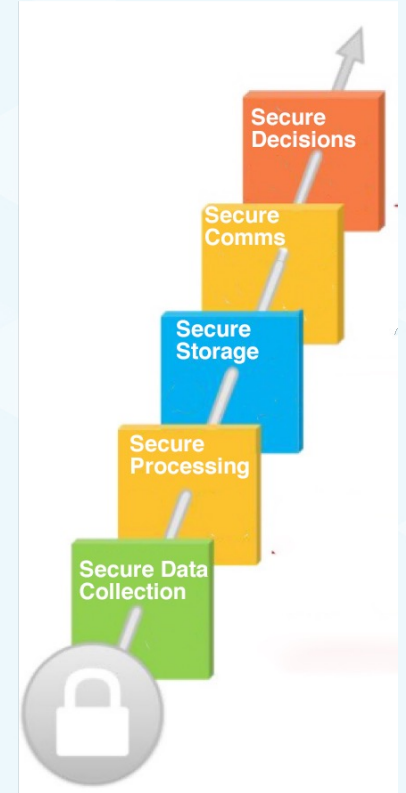 Secure
Decisions
Secure
Comms
Secure
Storage
Secure
Processing
Secure Data
Collection